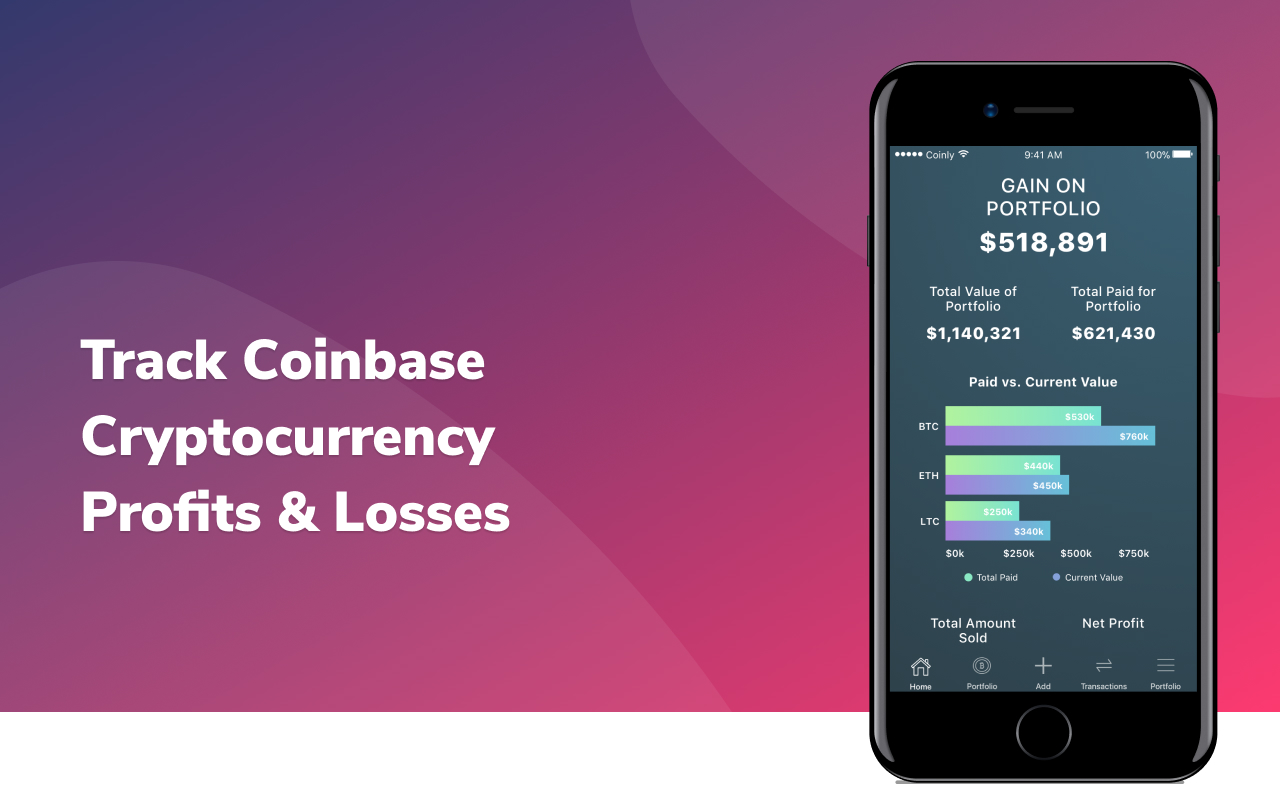 Track Coinbase
Cryptocurrency
Profits & Losses
Coinly 9:41 AM 100%
GAIN ON
PORTFOLIO
$518,891
Total Value of
Portfolio
$1,140,321
Total Paid for
Portfolio
$621,430
Paid vs. Current Value
BTC
$530k
$760k
ETH
$440k
$450k
LTC
$250k
$340k
$0k $250k $500k $750k
Total Paid Current Value
Total Amount
Sold
Net Profit
Home Portfolio Add Transactions Portfolio